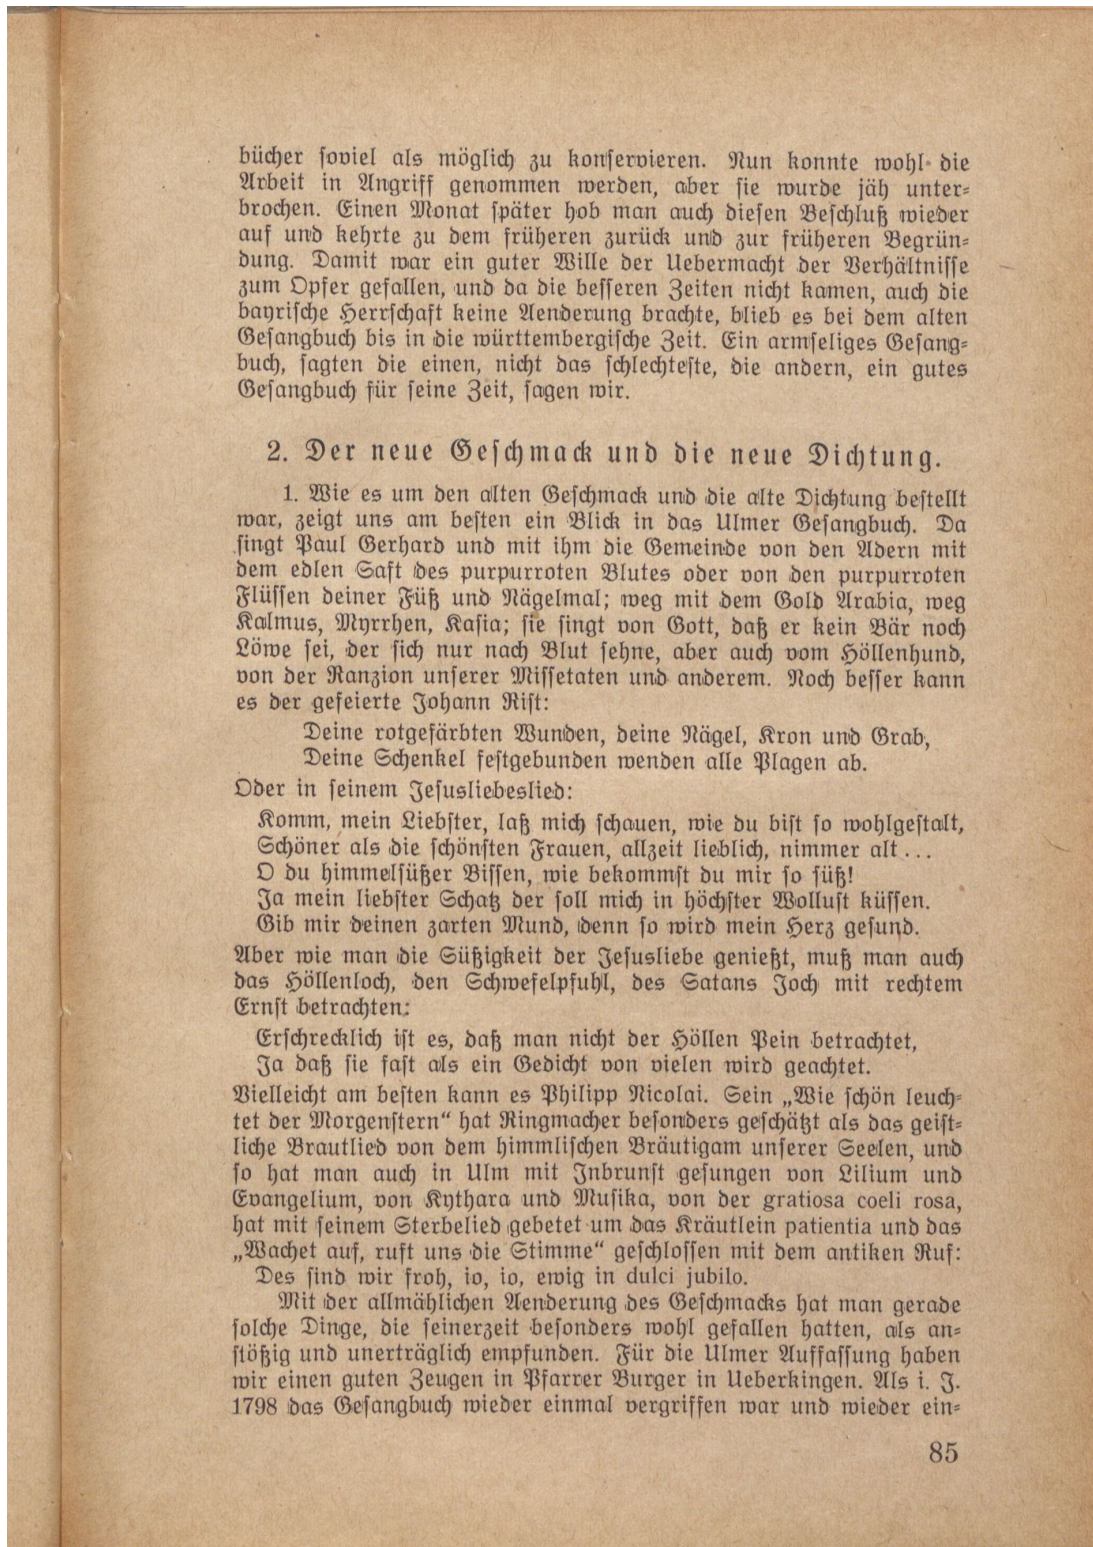 bücher soviel als möglich zu konservieren. Nun konnte wohl die
Arbeit in Angriff genommen werden, aber sie wurde jäh unter-
brochen. Einen Monat später hob man auch diesen Beschluß wieder
auf und kehrte zu dem früheren zurück und zur früheren Begrün-
dung. Damit war ein guter Wille der Uebermacht der Verhältnisse
zum Opfer gefallen, und da die besseren Zeiten nicht kamen, auch die
bayrische Herrschaft keine Aenderung brachte, blieb es bei dem alten
Gesangbuch bis in die württembergische Zeit. Ein armseliges Gesang-
buch, sagten die einen, nicht das schlechteste, die andern, ein gutes
Gesangbuch für seine Zeit, sagen wir.
2. Der neue Geschmack und die neue Dichtung.
1. Wie es um den alten Geschmack und die alte Dichtung bestellt
war, zeigt uns am besten ein Blick in das Ulmer Gesangbuch. Da
singt Paul Gerhard und mit ihm die Gemeinde von den Adern mit
dem edlen Saft des purpurroten Blutes oder von den purpurroten
Flüssen deiner Füß und Nägelmal; weg mit dem Gold Arabia, weg
Kalmus, Myrrhen, Kasia; sie singt von Gott, daß er kein Bär noch
Löwe sei, der sich nur nach Blut sehne, aber auch vom Höllenhund,
von der Ranzion unserer Missetaten und anderem. Noch besser kann
es der gefeierte Johann Rist:
Deine rotgefärbten Wunden, deine Nägel, Kron und Grab,
Deine Schenkel festgebunden wenden alle Plagen ab.
Oder in seinem Jesusliebeslied:
Komm, mein Liebster, laß mich schauen, wie du bist so wohlgestalt,
Schöner als die schönsten Frauen, allzeit lieblich, nimmer alt...
O du himmelsüßer Bissen, wie bekommst du mir so süß!
Ja mein liebster Schatz der soll mich in höchster Wollust küssen.
Gib mir deinen zarten Mund, denn so wird mein Herz gesund.
Aber wie man die Süßigkeit der Jesusliebe genießt, muß man auch
das Höllenloch, den Schwefelpfuhl, des Satans Joch mit rechtem
Ernst betrachten:
Erschrecklich ist es, daß man nicht der Höllen Pein betrachtet,
Ja daß sie fast als ein Gedicht von vielen wird geachtet.
Vielleicht am besten kann es Philipp Nicolai. Sein „Wie schön leuch-
tet der Morgenstern“ hat Ringmacher besonders geschätzt als das geist-
liche Brautlied von dem himmlischen Bräutigam unserer Seelen, und
so hat man auch in Ulm mit Inbrunst gesungen von Lilium und
Evangelium, von Kythara und Musika, von der gratiosa coeli rosa,
hat mit seinem Sterbelied gebetet um das Kräutlein patientia und das
„Wachet auf, ruft uns die Stimme“ geschlossen mit dem antiken Ruf:
Des sind wir froh, io, io, ewig in dulci jubilo.
Mit der allmählichen Aenderung des Geschmacks hat man gerade
solche Dinge, die seinerzeit besonders wohl gefallen hatten, als an-
stößig und unerträglich empfunden. Für die Ulmer Auffassung haben
wir einen guten Zeugen in Pfarrer Burger in Ueberkingen. Als i. J.
1798 das Gesangbuch wieder einmal vergriffen war und wieder ein-
85